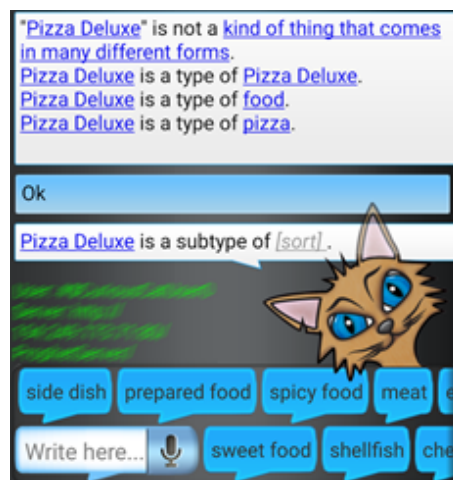 "Pizza Deluxe" is not a kind of thing that comes
in many different forms.
Pizza Deluxe is a type of Pizza Deluxe.
Pizza Deluxe is a type of food.
Pizza Deluxe is a type of pizza.
Ok
Pizza Deluxe is a subtype of [sort] .
side dish prepared food spicy food meat
Write here... sweet food shellfish che